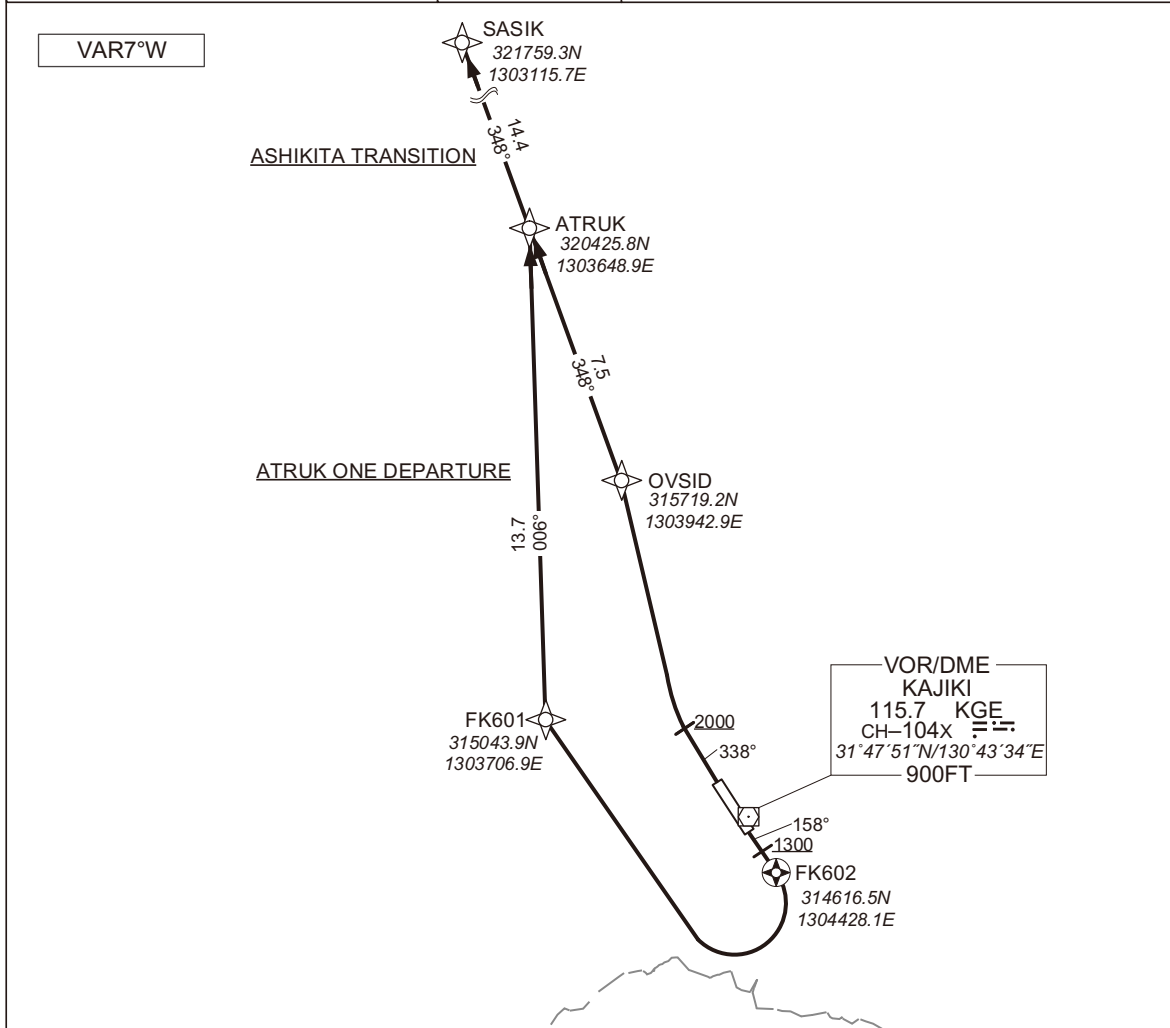 VAR7°W
SASIK
321759.3N
1303115.7E
14.4
348°
ASHIKITA TRANSITION
ATRUK
320425.8N
1303648.9E
7.5
348°
ATRUK ONE DEPARTURE
OVSID
315719.2N
1303942.9E
13.7
006°
FK601
315043.9N
1303706.9E
2000
338°
VOR/DME
KAJIKI
115.7 KGE
CH–104X
31°47´51˝N/130°43´34˝E
900FT
158°
1300
FK602
314616.5N
1304428.1E